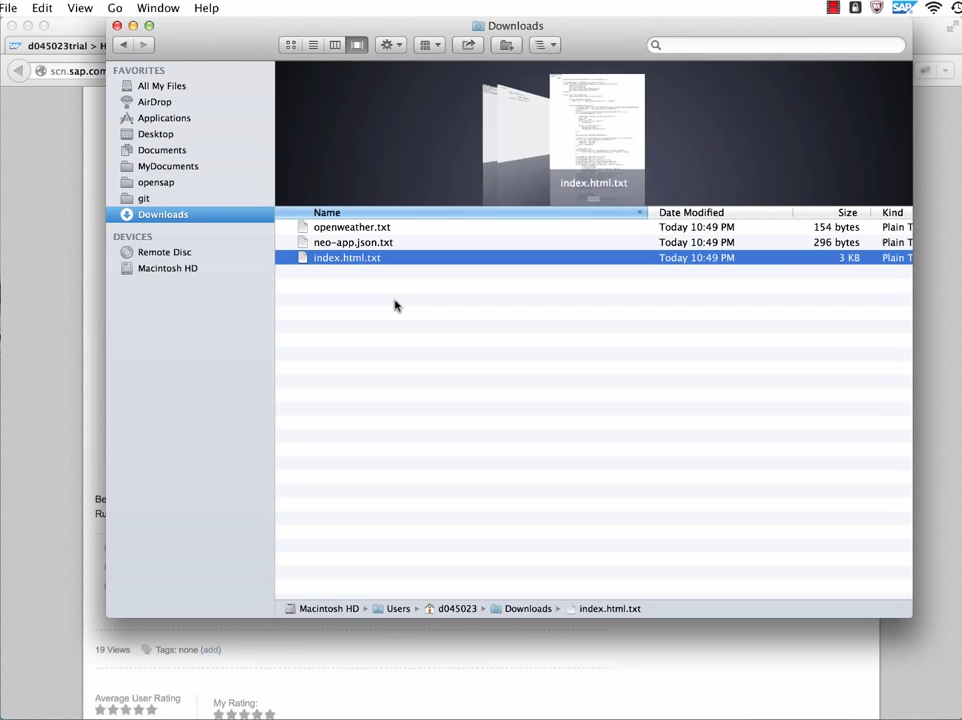 ile Edit View Go Window Help SAP
Downloads
d045023trial > H
scn.sap.com
FAVORITES
All My Files
AirDrop
Applications
Desktop
Documents
MyDocuments
opensap
git
Downloads
DEVICES
Remote Disc
Macintosh HD
index.html.txt
Name Date Modified Size Kind
openweather.txt Today 10:49 PM 154 bytes Plain T
neo-app.json.txt Today 10:49 PM 296 bytes Plain T
index.html.txt Today 10:49 PM 3 KB Plain T
Be
Ru
Macintosh HD Users d045023 Downloads index.html.txt
19 Views Tags: none (add)
Average User Rating
My Rating: